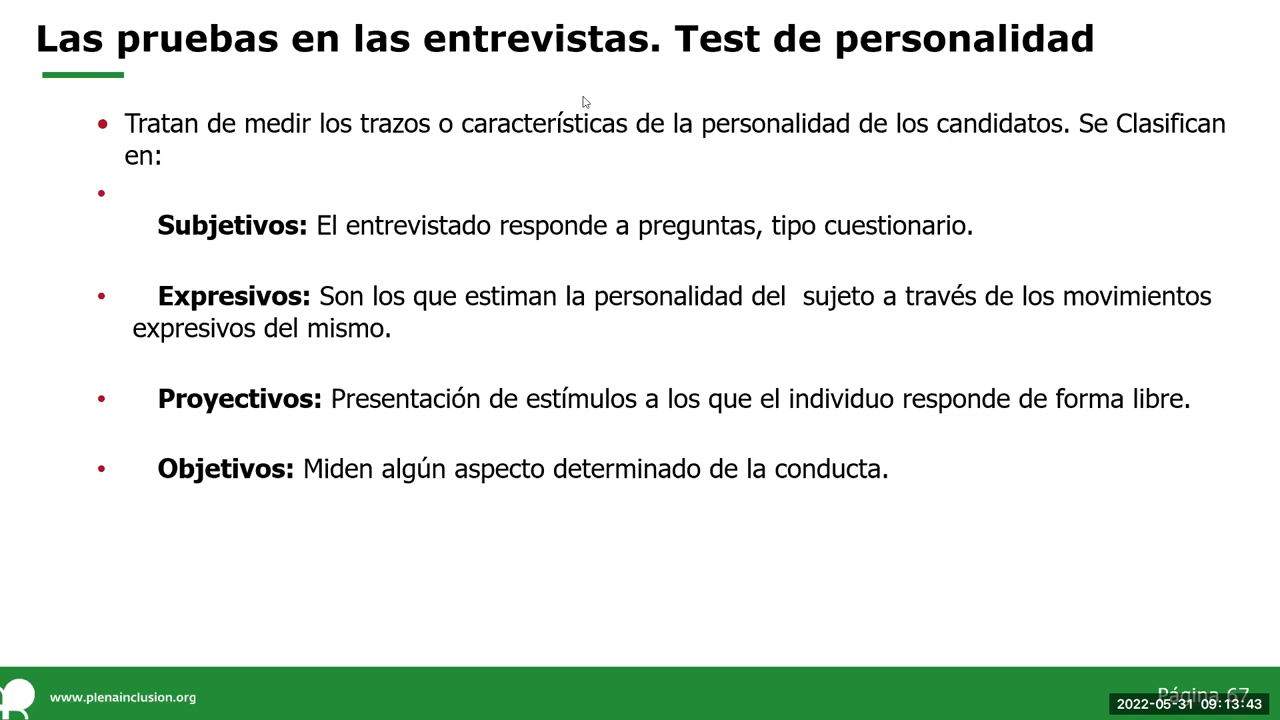 Las pruebas en las entrevistas. Test de personalidad
• Tratan de medir los trazos o características de la personalidad de los candidatos. Se Clasifican
en:
•
Subjetivos: El entrevistado responde a preguntas, tipo cuestionario.
• Expresivos: Son los que estiman la personalidad del  sujeto a través de los movimientos
expresivos del mismo.
• Proyectivos: Presentación de estímulos a los que el individuo responde de forma libre.
• Objetivos: Miden algún aspecto determinado de la conducta.
www.plenainclusion.org
Página 67
2022-05-31 09:13:43